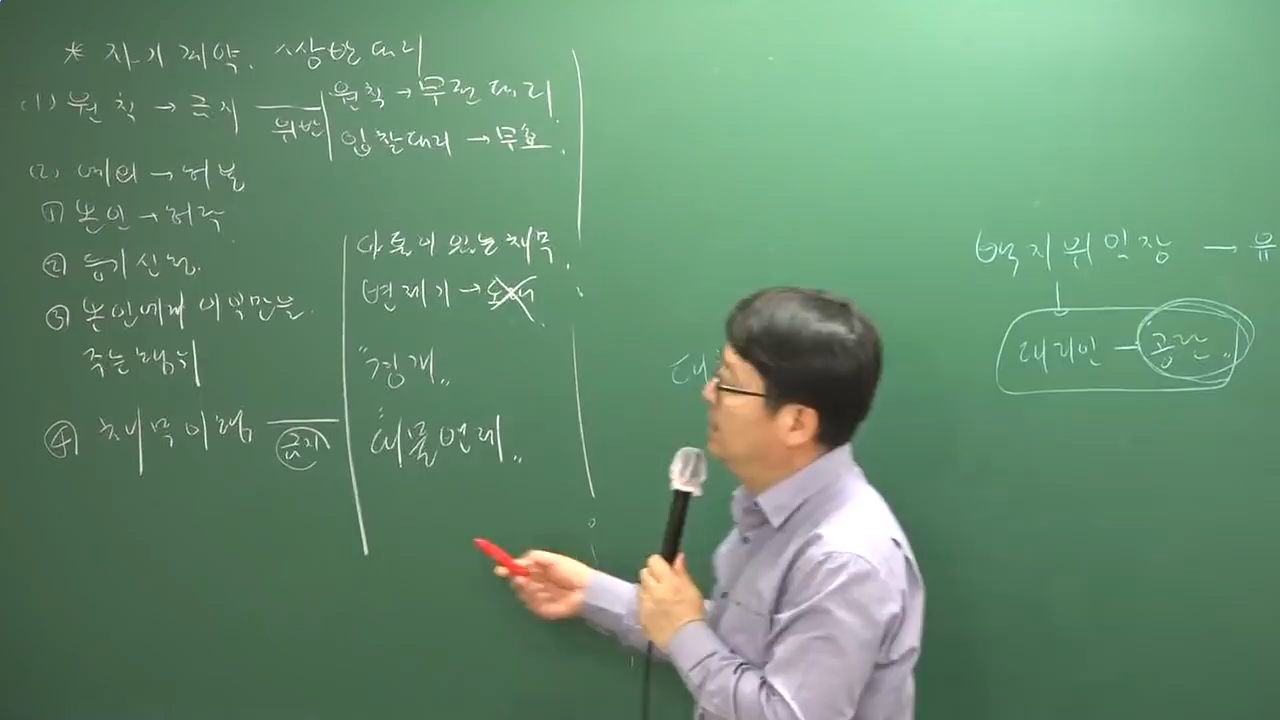 * 자기계약, 쌍방대리
(1) 원칙 → 금지 위반 원칙 → 무권대리
입찰대리 → 무효.
(2) 예외 → 허용
① 본인 → 허락
② 등기신청.
③ 본인에게 이익만을
주는 행위
④ 채무이행 금지
다툼이 있는 채무.
변제기 → 도래
"경개"
"대물변제"
대
백지위임장 → 유
대리인 - 공란"